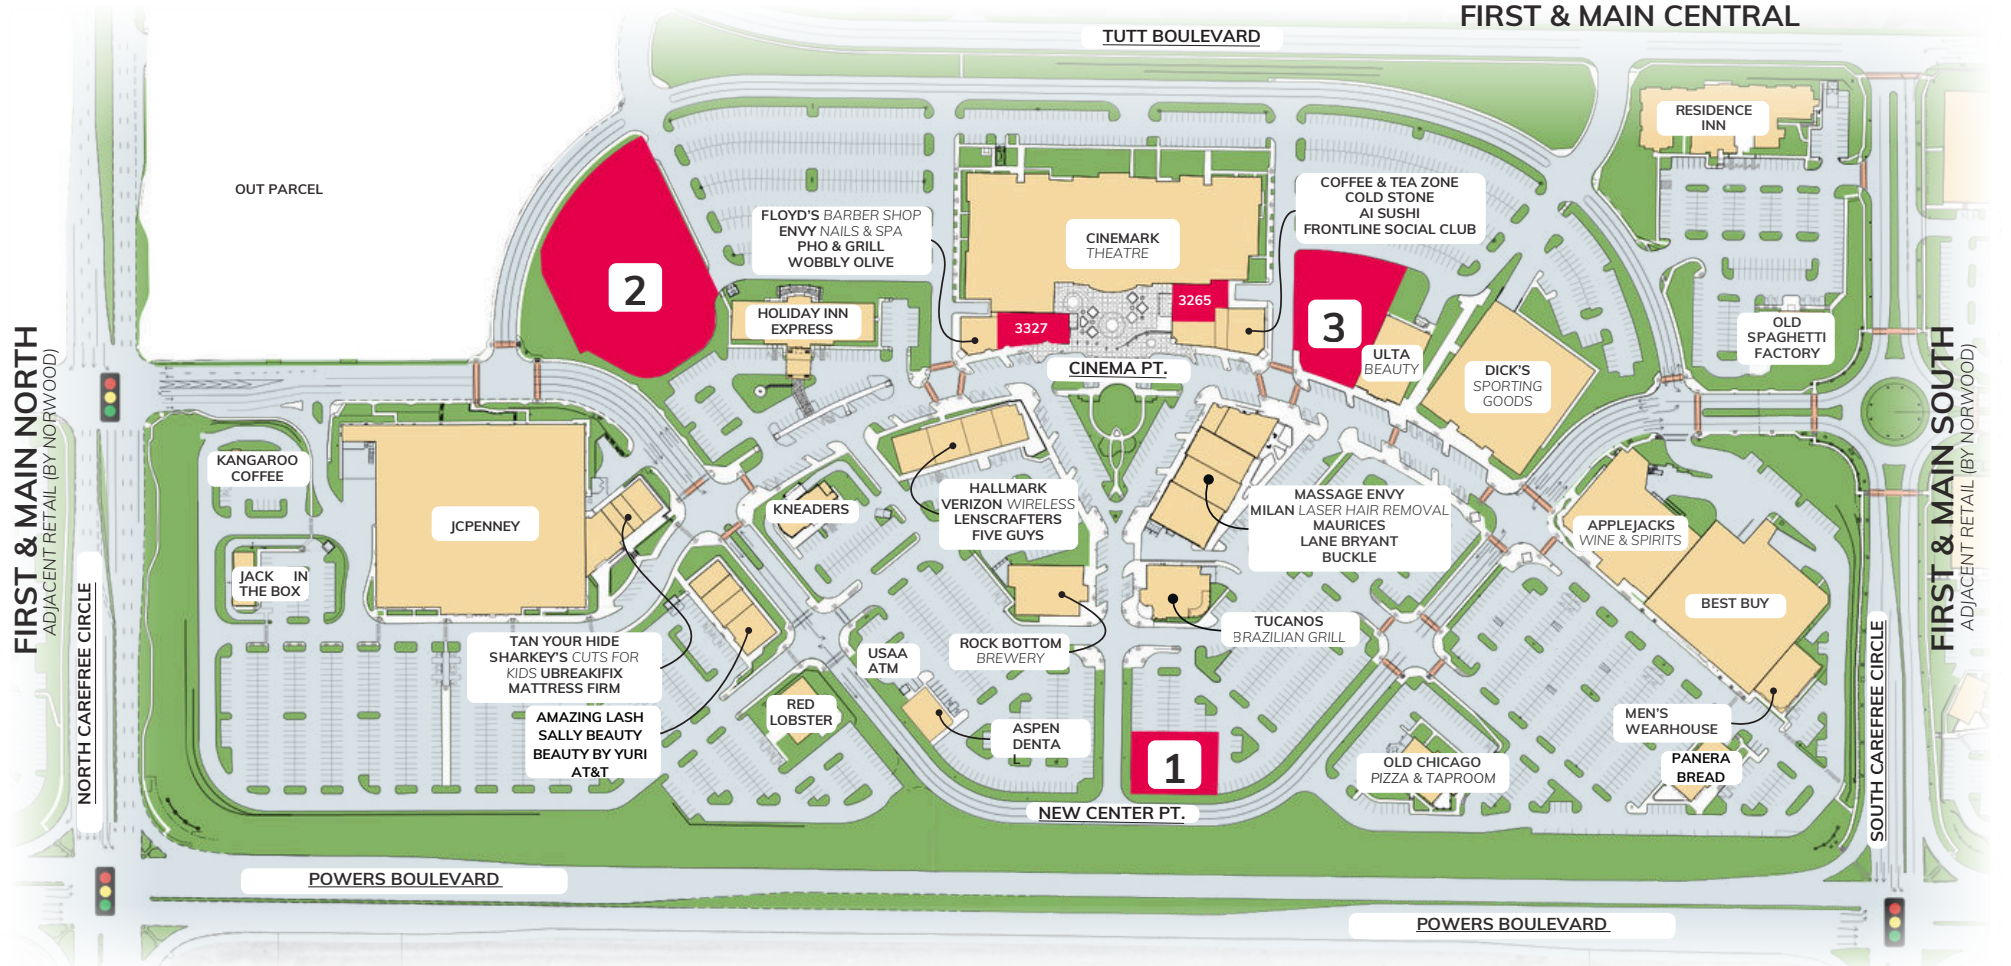 FIRST & MAIN CENTRAL
TUTT BOULEVARD
RESIDENCE
INN
OUT PARCEL
COFFEE & TEA ZONE
COLD STONE
AI SUSHI
FRONTLINE SOCIAL CLUB
FLOYD'S BARBER SHOP
ENVY NAILS & SPA
PHO & GRILL
WOBBLY OLIVE
CINEMARK
THEATRE
2
HOLIDAY INN
EXPRESS
3265
3327
3
ULTA
BEAUTY
CINEMA PT.
DICK'S
SPORTING
GOODS
OLD
SPAGHETTI
FACTORY
FIRST & MAIN NORTH
ADJACENT RETAIL (BY NORWOOD)
FIRST & MAIN SOUTH
ADJACENT RETAIL (BY NORWOOD)
KANGAROO
COFFEE
JCPENNEY
KNEADERS
HALLMARK
VERIZON WIRELESS
LENSCRAFTERS
FIVE GUYS
MASSAGE ENVY
MILAN LASER HAIR REMOVAL
MAURICES
LANE BRYANT
BUCKLE
APPLEJACKS
WINE & SPIRITS
JACK IN
THE BOX
BEST BUY
NORTH CAREFREE CIRCLE
SOUTH CAREFREE CIRCLE
TAN YOUR HIDE
SHARKEY'S CUTS FOR
KIDS UBREAKIFIX
MATTRESS FIRM
USAA
ATM
ROCK BOTTOM
BREWERY
TUCANOS
BRAZILIAN GRILL
AMAZING LASH
SALLY BEAUTY
BEAUTY BY YURI
AT&T
RED
LOBSTER
ASPEN
DENTA
L
1
OLD CHICAGO
PIZZA & TAPROOM
MEN'S
WEARHOUSE
PANERA
BREAD
NEW CENTER PT.
POWERS BOULEVARD
POWERS BOULEVARD